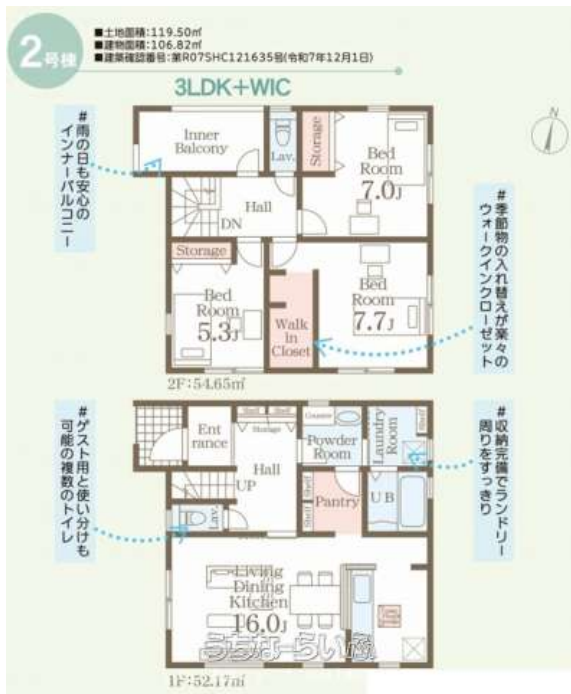 2号棟
■土地面積:119.50㎡
■建物面積:106.82㎡
■建築確認番号:第R07SHC121635号(令和7年12月1日)
3LDK+WIC
#雨の日も安心の
インナーバルコニー
Inner
Balcony
Lav.
Storage
Bed
Room
7.0J
N
Hall
DN
Storage
Bed
Room
5.3J
Walk
in
Closet
Bed
Room
7.7J
#季節物の入れ替えが楽々の
ウォークインクローゼット
2F:54.65㎡
#ゲスト用と使い分けも
可能の複数のトイレ
Ent
rance
Shelf
Shelf
Storage
Hall
UP
Counter
Powder
Room
Laundry
Room
Shelf
#収納完備でランドリー
周りをすっきり
Shelf
Shelf
Pantry
UB
Lav.
Living
Dining
Kitchen
16.0J
うちなーらいふ
1F:52.17㎡